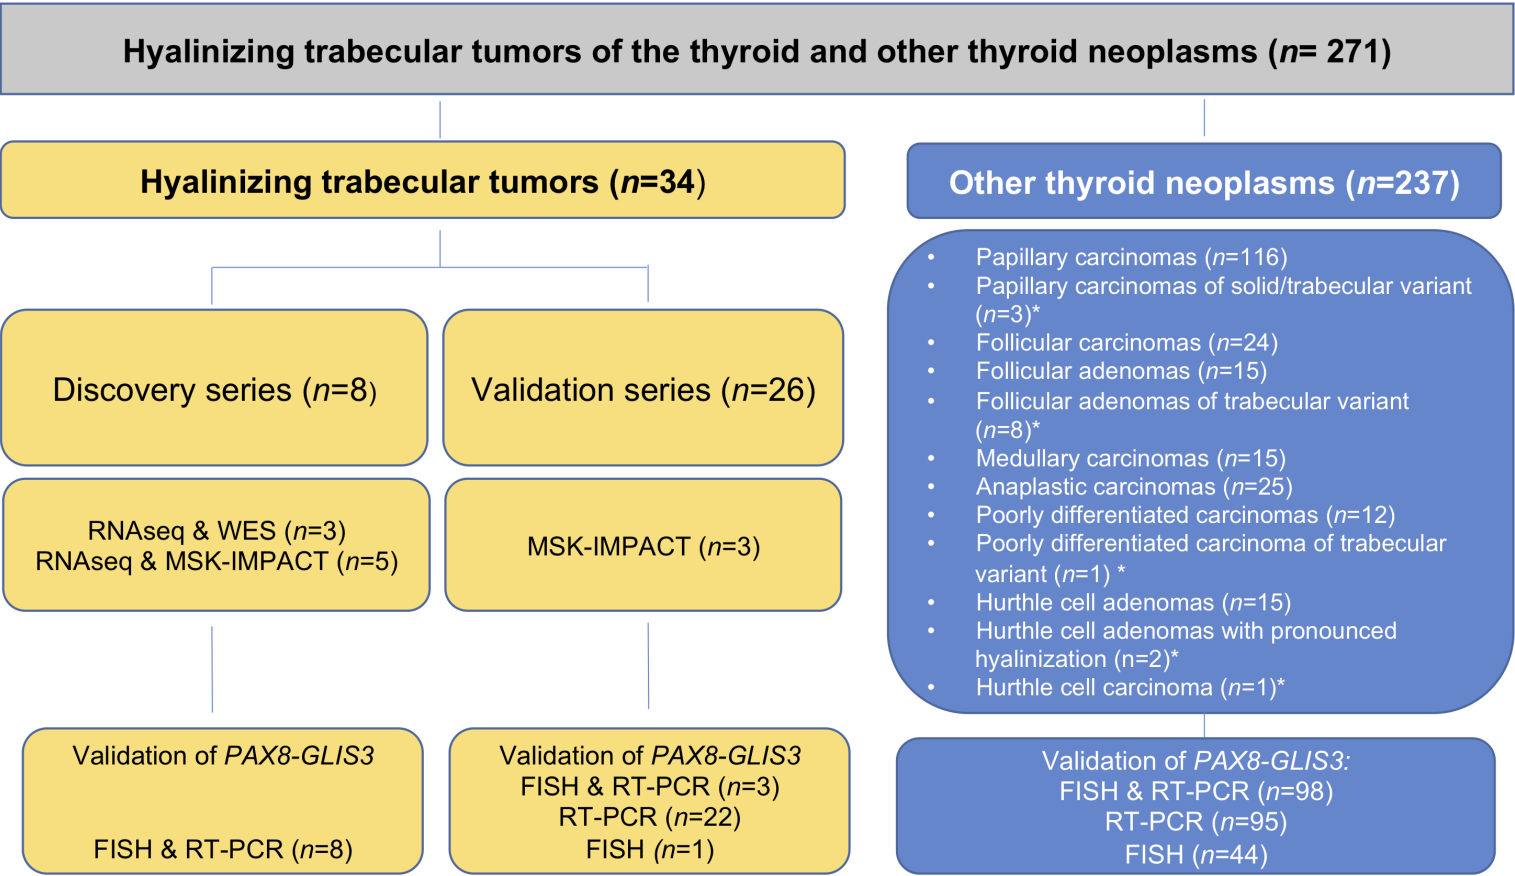 Hyalinizing trabecular tumors of the thyroid and other thyroid neoplasms (n= 271)
Hyalinizing trabecular tumors (n=34)
Discovery series (n=8)
Validation series (n=26)
RNAseq & WES (n=3)
RNAseq & MSK-IMPACT (n=5)
MSK-IMPACT (n=3)
Validation of PAX8-GLIS3
FISH & RT-PCR (n=8)
Validation of PAX8-GLIS3
FISH & RT-PCR (n=3)
RT-PCR (n=22)
FISH (n=1)
Other thyroid neoplasms (n=237)
• Papillary carcinomas (n=116)
• Papillary carcinomas of solid/trabecular variant
(n=3)*
• Follicular carcinomas (n=24)
• Follicular adenomas (n=15)
• Follicular adenomas of trabecular variant
(n=8)*
• Medullary carcinomas (n=15)
• Anaplastic carcinomas (n=25)
• Poorly differentiated carcinomas (n=12)
• Poorly differentiated carcinoma of trabecular
variant (n=1) *
• Hurthle cell adenomas (n=15)
• Hurthle cell adenomas with pronounced
hyalinization (n=2)*
• Hurthle cell carcinoma (n=1)*
Validation of PAX8-GLIS3:
FISH & RT-PCR (n=98)
RT-PCR (n=95)
FISH (n=44)